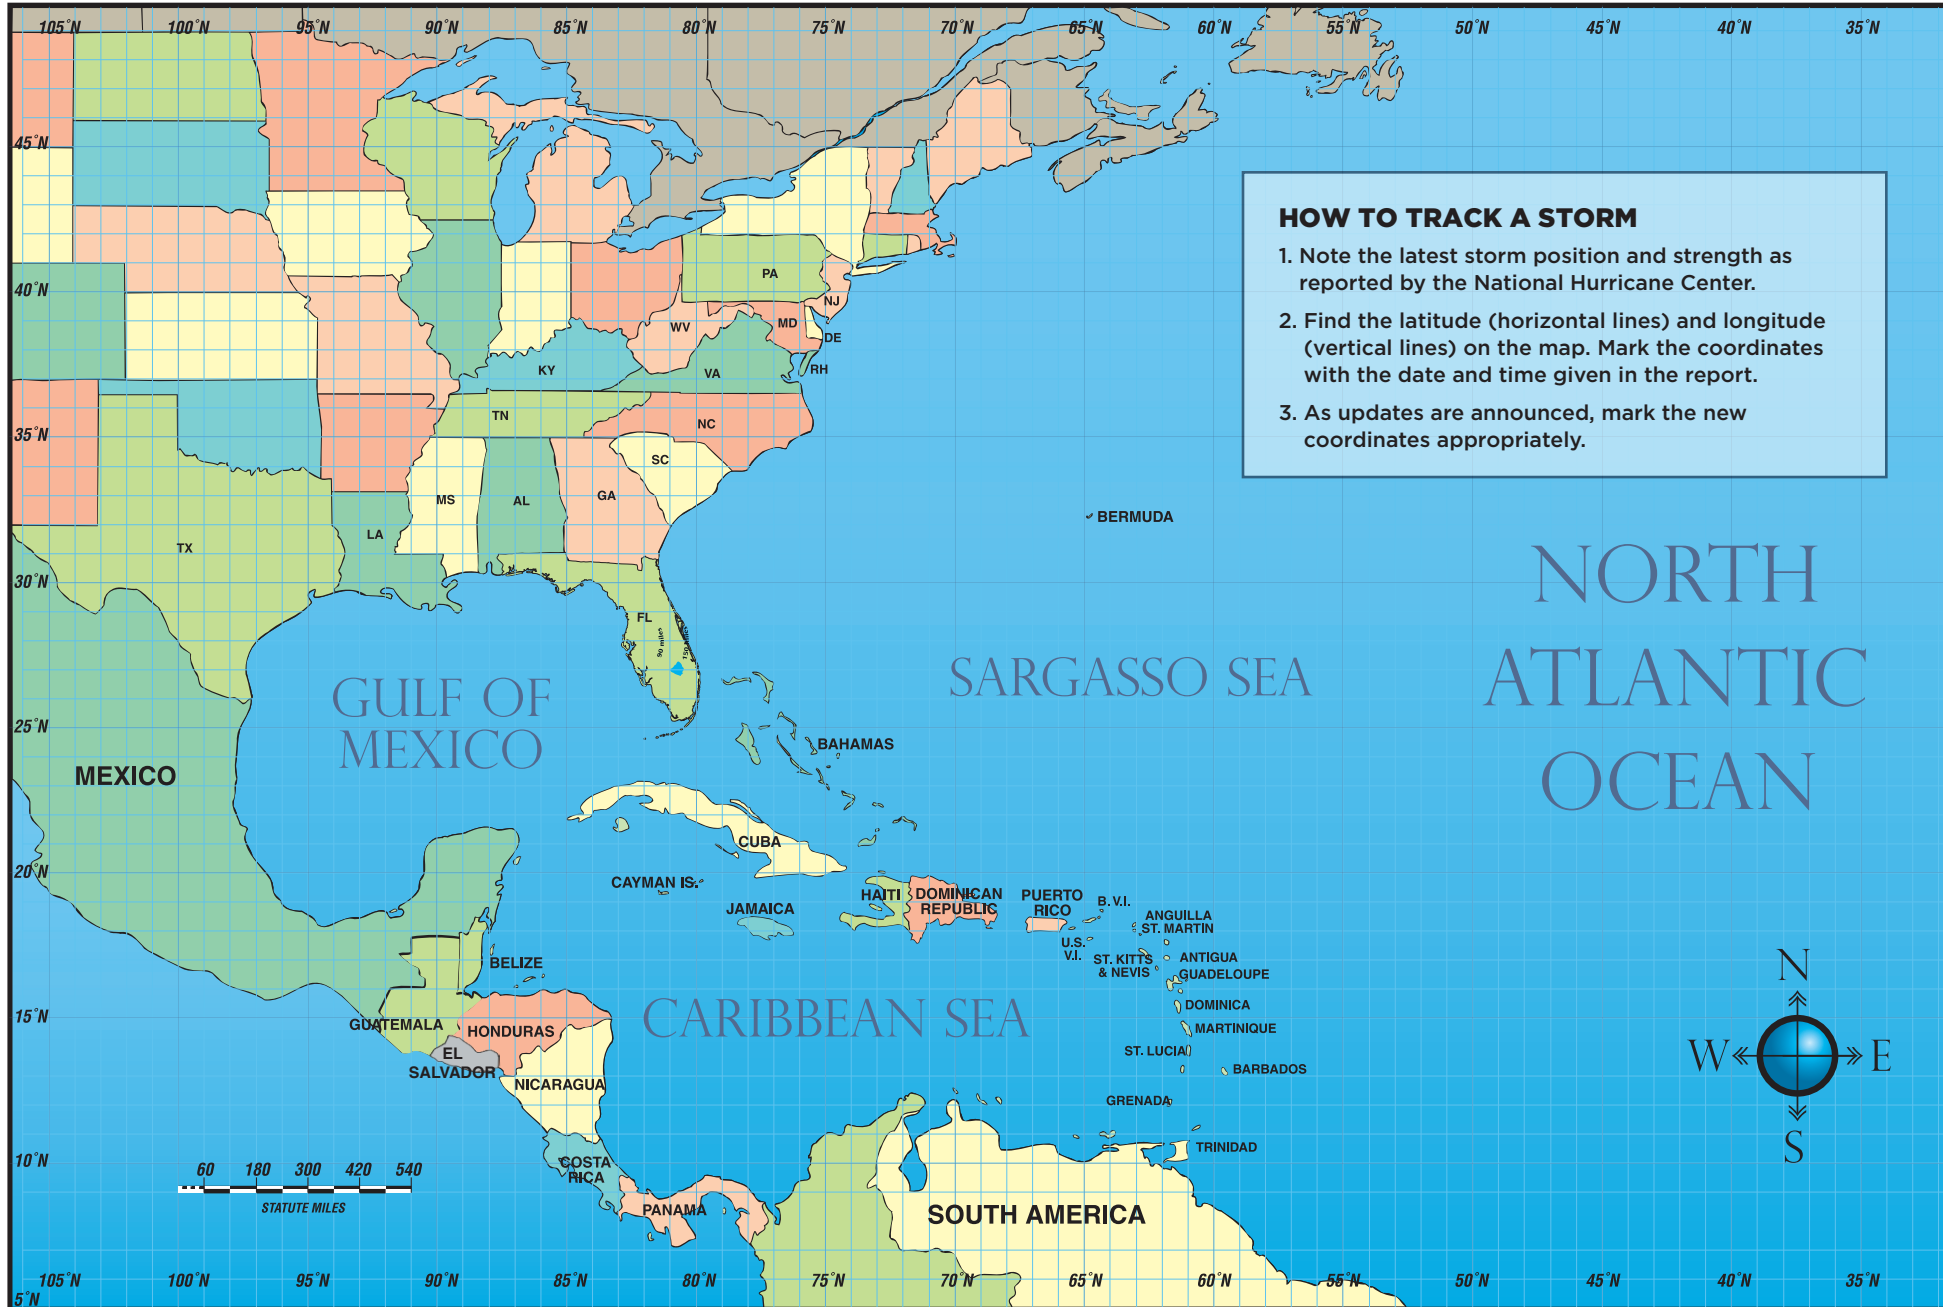 105°N 100°N 95°N 90°N 85°N 80°N 75°N 70°N 65°N 60°N 55°N 50°N 45°N 40°N 35°N
45°N
HOW TO TRACK A STORM
1. Note the latest storm position and strength as
reported by the National Hurricane Center.
2. Find the latitude (horizontal lines) and longitude
(vertical lines) on the map. Mark the coordinates
with the date and time given in the report.
3. As updates are announced, mark the new
coordinates appropriately.
PA
40°N
NJ
WV
MD
DE
KY
VA
RH
TN
NC
35°N
SC
MS
AL
GA
BERMUDA
LA
TX
30°N
FL
90 miles
NORTH
ATLANTIC
OCEAN
SARGASSO SEA
GULF OF
MEXICO
25°N
BAHAMAS
MEXICO
CUBA
20°N
CAYMAN IS.
HAITI
DOMINICAN
REPUBLIC
PUERTO
RICO
B. V.I.
JAMAICA
ANGUILLA
ST. MARTIN
U.S.
V.I.
ST. KITTS
& NEVIS
ANTIGUA
GUADELOUPE
BELIZE
N
DOMINICA
15°N
GUATEMALA
HONDURAS
CARIBBEAN SEA
MARTINIQUE
EL
SALVADOR
ST. LUCIA
W
E
BARBADOS
NICARAGUA
GRENADA
S
TRINIDAD
10°N
COSTA
RICA
60 180 300 420 540
STATUTE MILES
PANAMA
SOUTH AMERICA
105°N 100°N 95°N 90°N 85°N 80°N 75°N 70°N 65°N 60°N 55°N 50°N 45°N 40°N 35°N
5°N